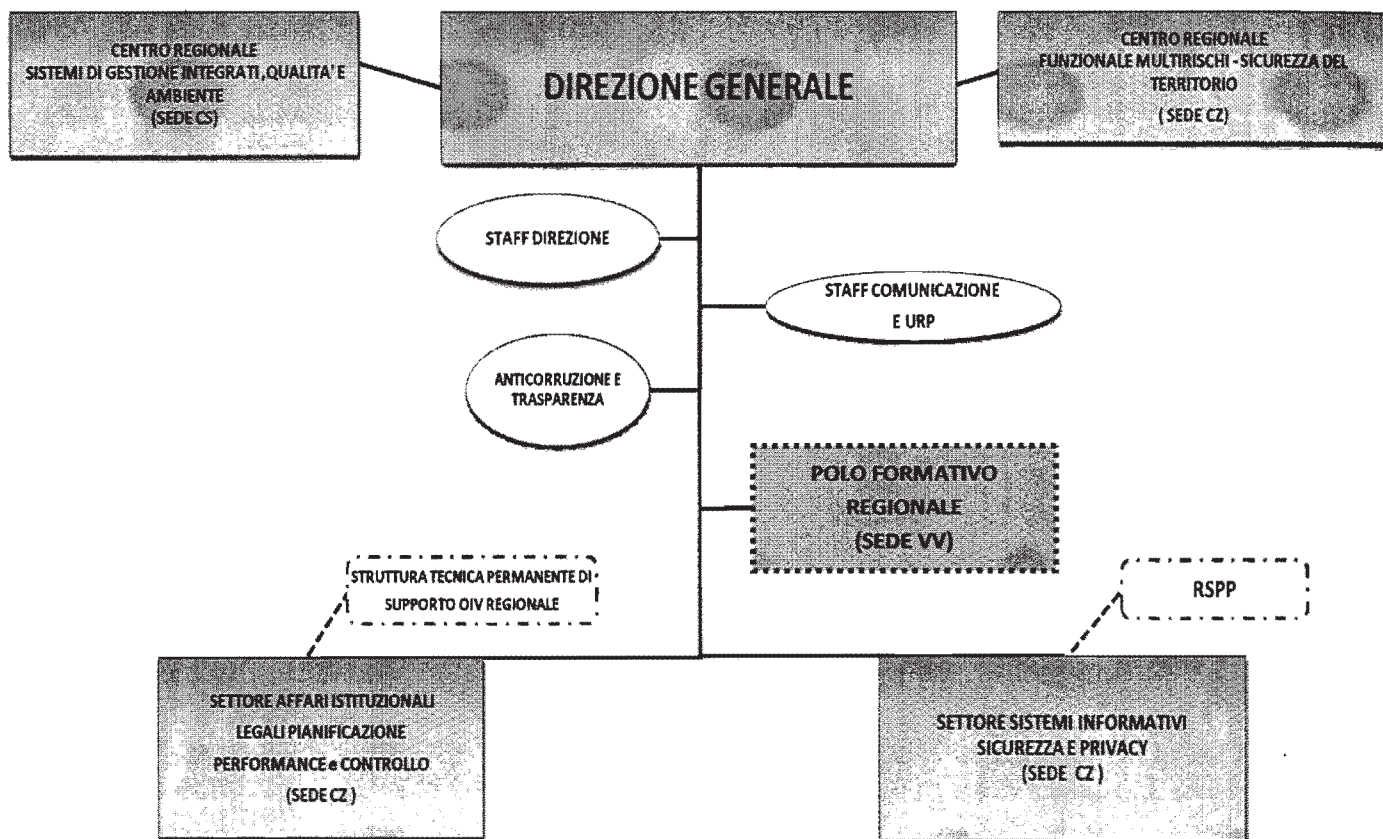 CENTRO REGIONALE
SISTEMI DI GESTIONE INTEGRATI, QUALITA' E
AMBIENTE
(SEDE CS)
DIREZIONE GENERALE
CENTRO REGIONALE
FUNZIONALE MULTIRISCHI - SICUREZZA DEL
TERRITORIO
( SEDE CZ)
STAFF DIREZIONE
STAFF COMUNICAZIONE
E URP
ANTICORRUZIONE E
TRASPARENZA
POLO FORMATIVO
REGIONALE
(SEDE VV)
STRUTTURA TECNICA PERMANENTE DI
SUPPORTO OIV REGIONALE
RSPP
SETTORE AFFARI ISTITUZIONALI
LEGALI PIANIFICAZIONE
PERFORMANCE e CONTROLLO
(SEDE CZ )
SETTORE SISTEMI INFORMATIVI
SICUREZZA E PRIVACY
(SEDE CZ )